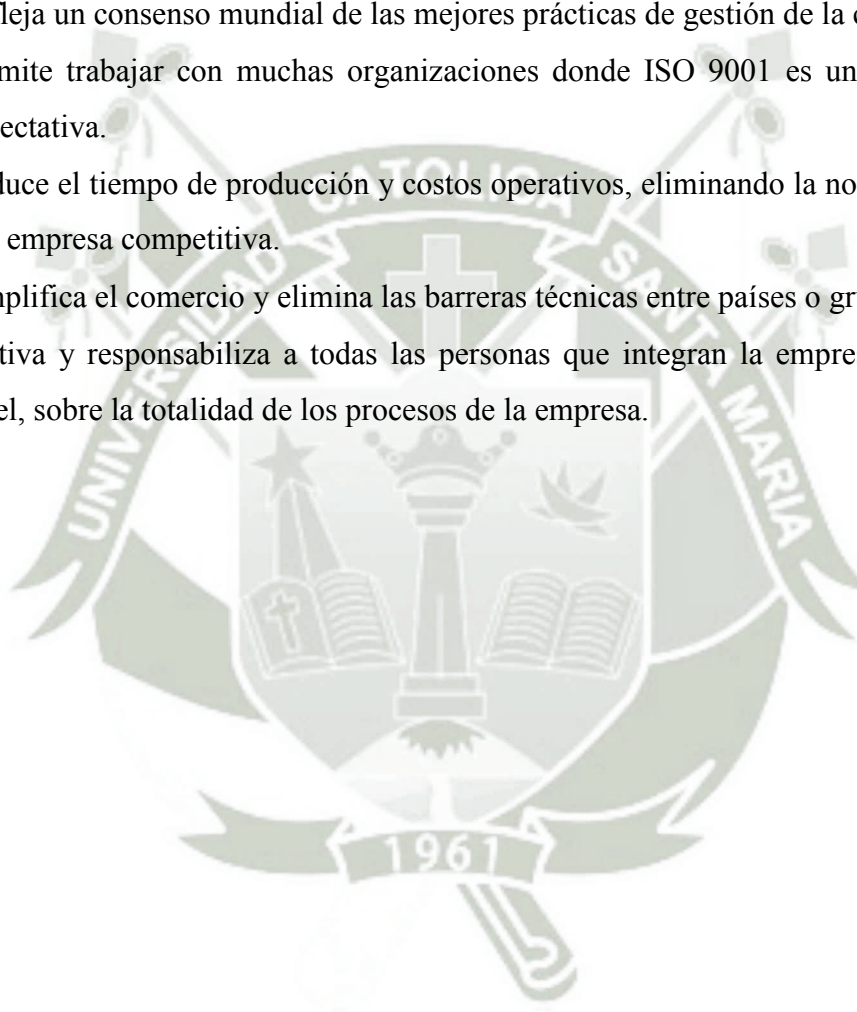 leja un consenso mundial de las mejores prácticas de gestión de la
mite trabajar con muchas organizaciones donde ISO 9001 es un
ectativa.
duce el tiempo de producción y costos operativos, eliminando la no
empresa competitiva.
plifica el comercio y elimina las barreras técnicas entre países o
tiva y responsabiliza a todas las personas que integran la
el, sobre la totalidad de los procesos de la empresa.
UNIVERSIDAD CATOLICA SANTA MARIA
1961